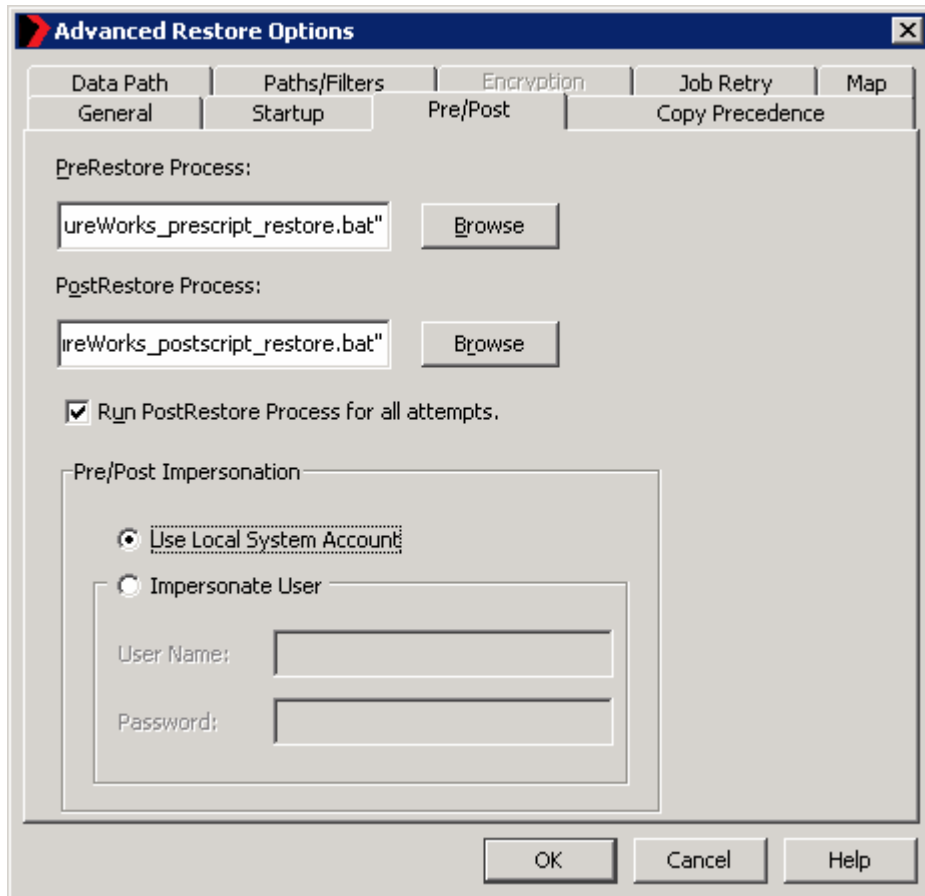 Advanced Restore Options
Data Path Paths/Filters Encryption Job Retry Map
General Startup Pre/Post Copy Precedence
PreRestore Process:
ureWorks_prescript_restore.bat" Browse
PostRestore Process:
ureWorks_postscript_restore.bat" Browse
Run PostRestore Process for all attempts.
Pre/Post Impersonation
Use Local System Account
Impersonate User
User Name:
Password:
OK Cancel Help